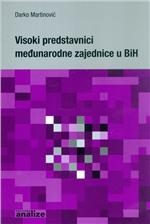 Darko Martinović
Visoki predstavnici
međunarodne zajednice u BiH
analize